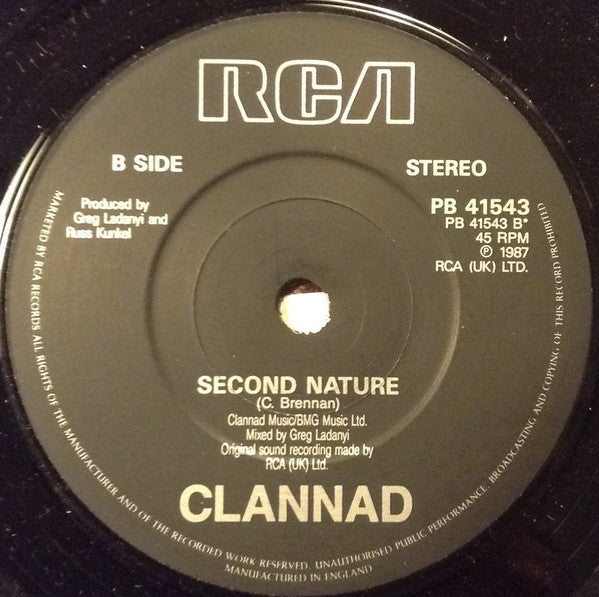 RCA
B SIDE
STEREO
Produced by
Greg Ladanyi and
Russ Kunkel
PB 41543
PB 41543 B*
45 RPM
℗ 1987
RCA (UK) LTD.
SECOND NATURE
(C. Brennan)
Clannad Music/BMG Music Ltd.
Mixed by Greg Ladanyi
Original sound recording made by
RCA (UK) Ltd.
CLANNAD
MARKETED BY RCA RECORDS ALL RIGHTS OF THE MANUFACTURER AND OF THE RECORDED WORK RESERVED. UNAUTHORISED PUBLIC PERFORMANCE, BROADCASTING AND COPYING OF THIS RECORD PROHIBITED
MANUFACTURED IN ENGLAND